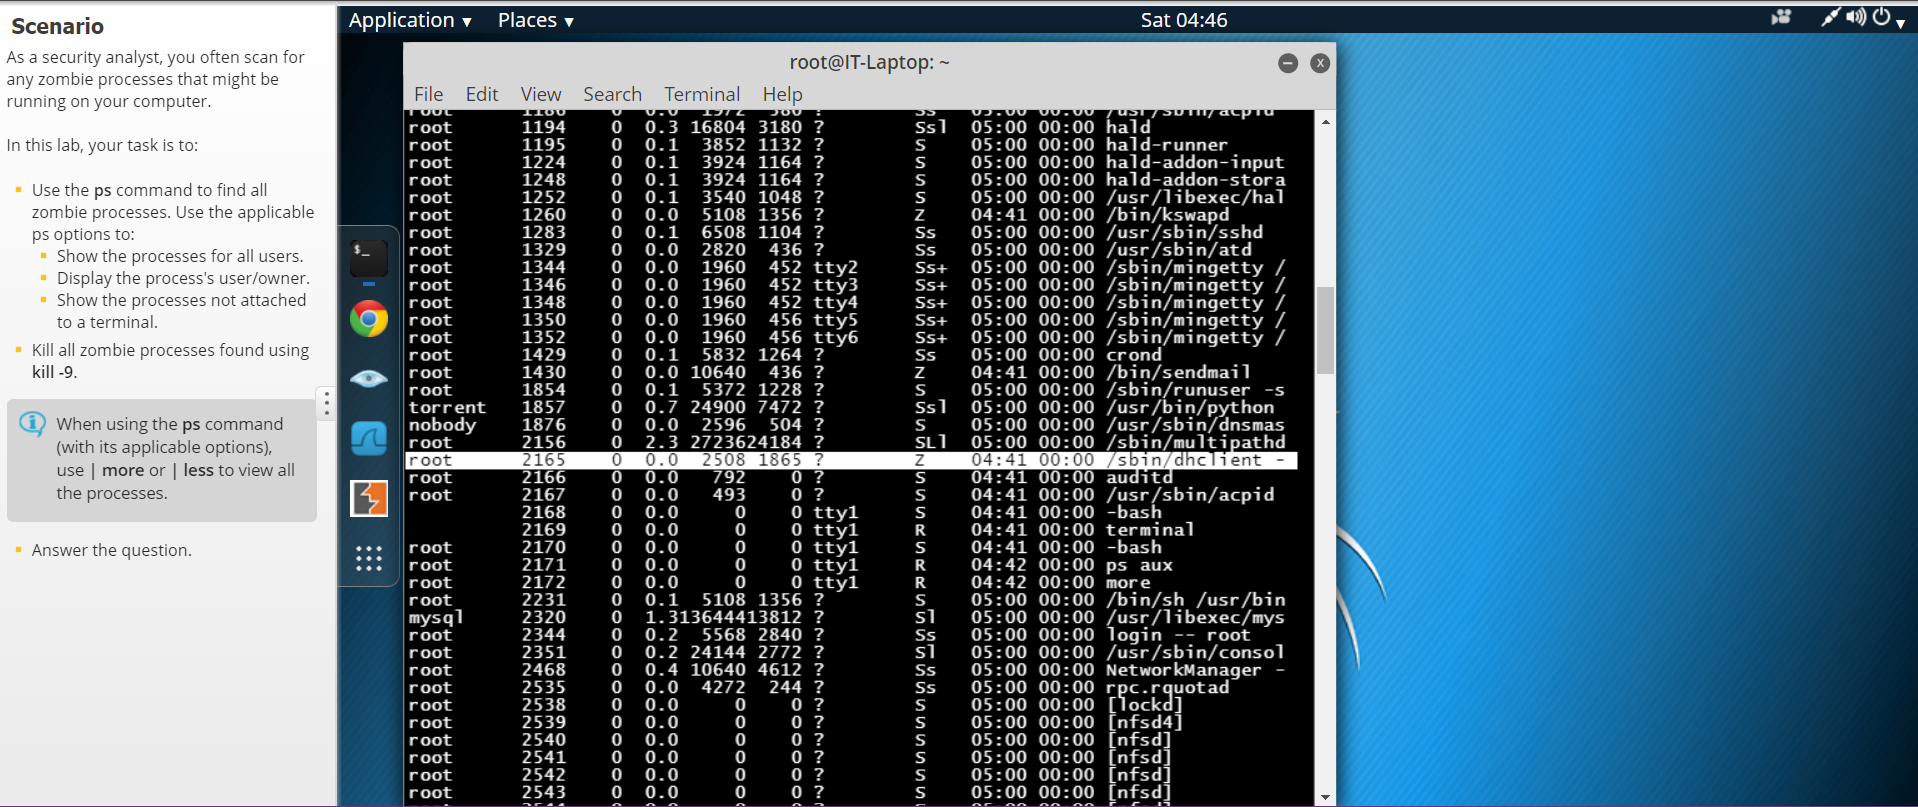 Scenario
As a security analyst, you often scan for
any zombie processes that might be
running on your computer.
In this lab, your task is to:
Use the ps command to find all
zombie processes. Use the applicable
ps options to:
Show the processes for all users.
Display the process's user/owner.
Show the processes not attached
to a terminal.
Kill all zombie processes found using
kill -9.
When using the ps command
(with its applicable options),
use | more or | less to view all
the processes.
Answer the question.
Application ▼ Places ▼ Sat 04:46
root@IT-Laptop: ~
File Edit View Search Terminal Help
root 1186 0 0.0 1972 580 ? Ss 05:00 00:00 /usr/sbin/acpid
root 1194 0 0.3 16804 3180 ? Ssl 05:00 00:00 hald
root 1195 0 0.1 3852 1132 ? S 05:00 00:00 hald-runner
root 1224 0 0.1 3924 1164 ? S 05:00 00:00 hald-addon-input
root 1248 0 0.1 3924 1164 ? S 05:00 00:00 hald-addon-stora
root 1252 0 0.1 3540 1048 ? S 05:00 00:00 /usr/libexec/hal
root 1260 0 0.0 5108 1356 ? Z 04:41 00:00 /bin/kswapd
root 1283 0 0.1 6508 1104 ? Ss 05:00 00:00 /usr/sbin/sshd
root 1329 0 0.0 2820 436 ? Ss 05:00 00:00 /usr/sbin/atd
root 1344 0 0.0 1960 452 tty2 Ss+ 05:00 00:00 /sbin/mingetty /
root 1346 0 0.0 1960 452 tty3 Ss+ 05:00 00:00 /sbin/mingetty /
root 1348 0 0.0 1960 452 tty4 Ss+ 05:00 00:00 /sbin/mingetty /
root 1350 0 0.0 1960 456 tty5 Ss+ 05:00 00:00 /sbin/mingetty /
root 1352 0 0.0 1960 456 tty6 Ss+ 05:00 00:00 /sbin/mingetty /
root 1429 0 0.1 5832 1264 ? Ss 05:00 00:00 crond
root 1430 0 0.0 10640 436 ? Z 04:41 00:00 /bin/sendmail
root 1854 0 0.1 5372 1228 ? S 05:00 00:00 /sbin/runuser -s
torrent 1857 0 0.7 24900 7472 ? Ssl 05:00 00:00 /usr/bin/python
nobody 1876 0 0.0 2596 504 ? S 05:00 00:00 /usr/sbin/dnsmas
root 2156 0 2.3 2723624184 ? SLl 05:00 00:00 /sbin/multipathd
root 2165 0 0.0 2508 1865 ? Z 04:41 00:00 /sbin/dhclient -
root 2166 0 0.0 792 0 ? S 04:41 00:00 auditd
root 2167 0 0.0 493 0 ? S 04:41 00:00 /usr/sbin/acpid
2168 0 0.0 0 0 tty1 S 04:41 00:00 -bash
2169 0 0.0 0 0 tty1 R 04:41 00:00 terminal
root 2170 0 0.0 0 0 tty1 S 04:41 00:00 -bash
root 2171 0 0.0 0 0 tty1 R 04:42 00:00 ps aux
root 2172 0 0.0 0 0 tty1 R 04:42 00:00 more
root 2231 0 0.1 5108 1356 ? S 05:00 00:00 /bin/sh /usr/bin
mysql 2320 0 1.313644413812 ? Sl 05:00 00:00 /usr/libexec/mys
root 2344 0 0.2 5568 2840 ? Ss 05:00 00:00 login -- root
root 2351 0 0.2 24144 2772 ? Sl 05:00 00:00 /usr/sbin/consol
root 2468 0 0.4 10640 4612 ? Ss 05:00 00:00 NetworkManager -
root 2535 0 0.0 4272 244 ? Ss 05:00 00:00 rpc.rquotad
root 2538 0 0.0 0 0 ? S 05:00 00:00 [lockd]
root 2539 0 0.0 0 0 ? S 05:00 00:00 [nfsd4]
root 2540 0 0.0 0 0 ? S 05:00 00:00 [nfsd]
root 2541 0 0.0 0 0 ? S 05:00 00:00 [nfsd]
root 2542 0 0.0 0 0 ? S 05:00 00:00 [nfsd]
root 2543 0 0.0 0 0 ? S 05:00 00:00 [nfsd]